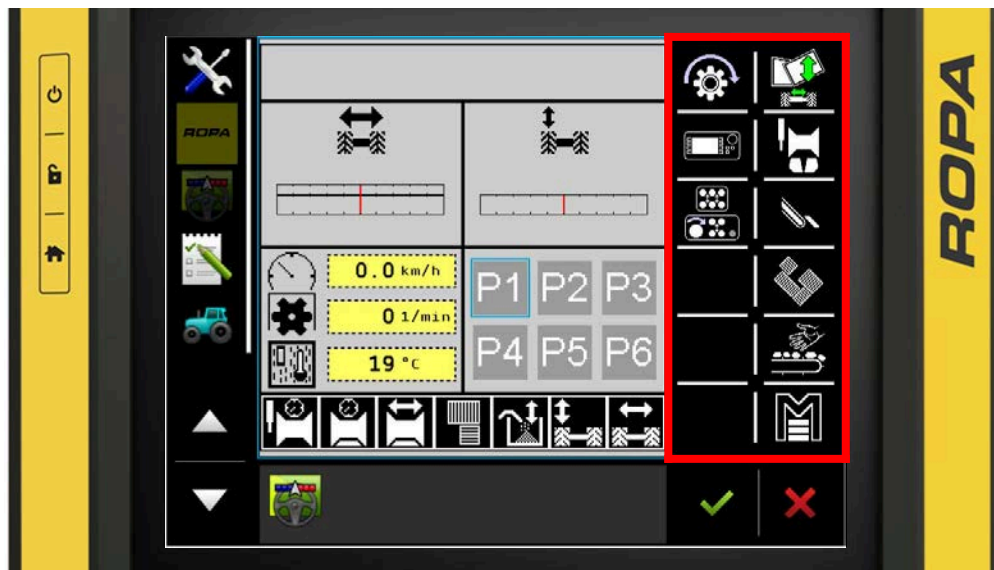 ROPA
0.0 km/h
0 1/min
19 °C
P1 P2 P3
P4 P5 P6
ROPA